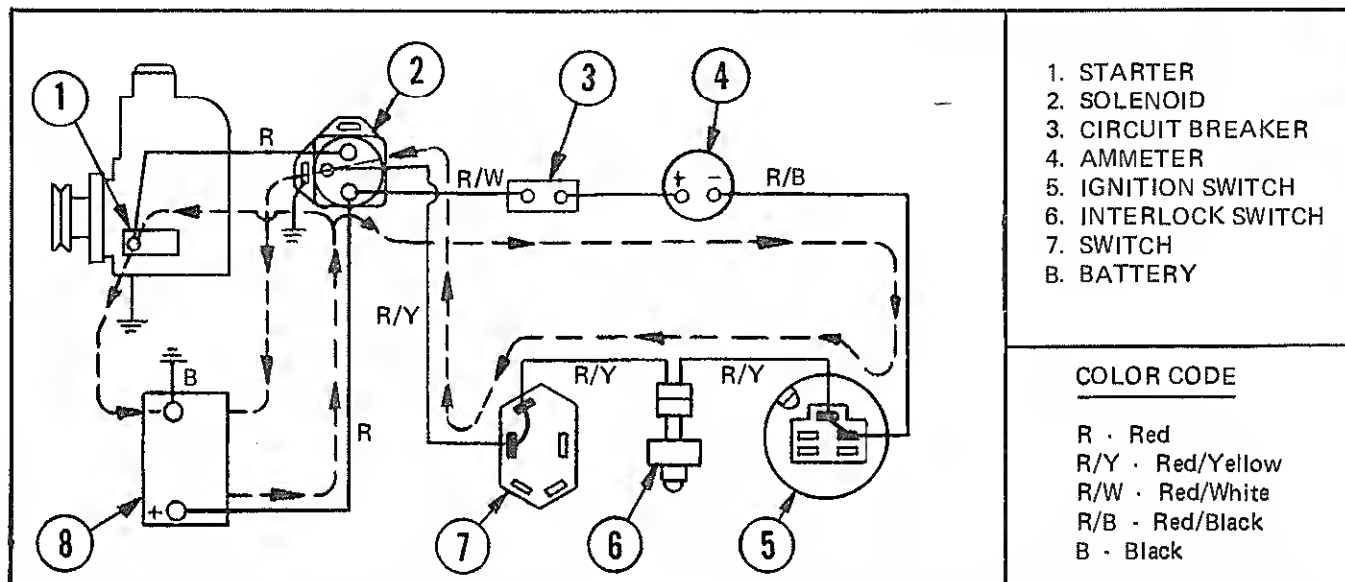 1
2
3
4
R
R/W
+ -
R/B
R/Y
B
R
+
R/Y
R/Y
8
7
6
5
1. STARTER
2. SOLENOID
3. CIRCUIT BREAKER
4. AMMETER
5. IGNITION SWITCH
6. INTERLOCK SWITCH
7. SWITCH
B. BATTERY
COLOR CODE
R - Red
R/Y - Red/Yellow
R/W - Red/White
R/B - Red/Black
B - Black